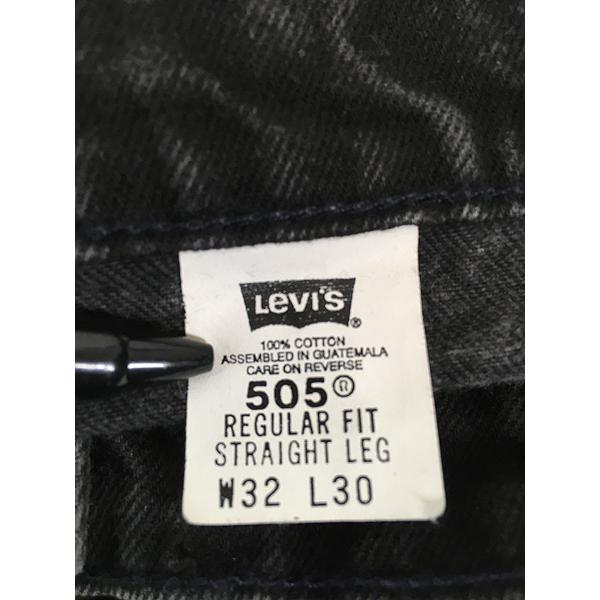 Levi's ®
100% COTTON
ASSEMBLED IN GUATEMALA
CARE ON REVERSE
505®
REGULAR FIT
STRAIGHT LEG
W32 L30